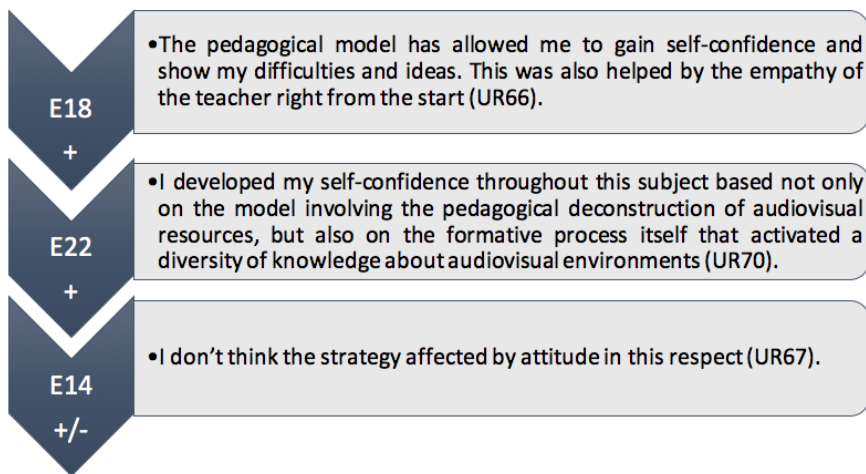 E18
+
•The pedagogical model has allowed me to gain self-confidence and
show my difficulties and ideas. This was also helped by the empathy of
the teacher right from the start (UR66).
E22
+
•I developed my self-confidence throughout this subject based not only
on the model involving the pedagogical deconstruction of audiovisual
resources, but also on the formative process itself that activated a
diversity of knowledge about audiovisual environments (UR70).
E14
+/-
•I don't think the strategy affected by attitude in this respect (UR67).